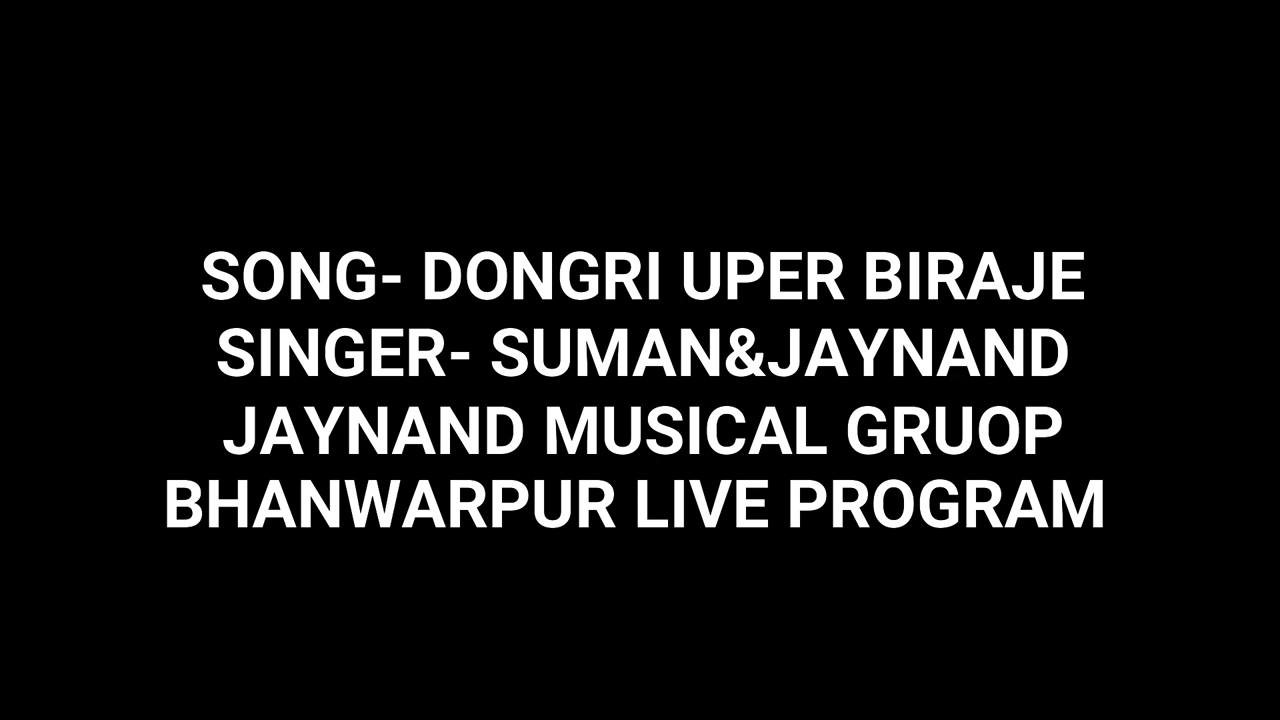 SONG- DONGRI UPER BIRAJE
SINGER- SUMAN&JAYNAND
JAYNAND MUSICAL GRUOP
BHANWARPUR LIVE PROGRAM